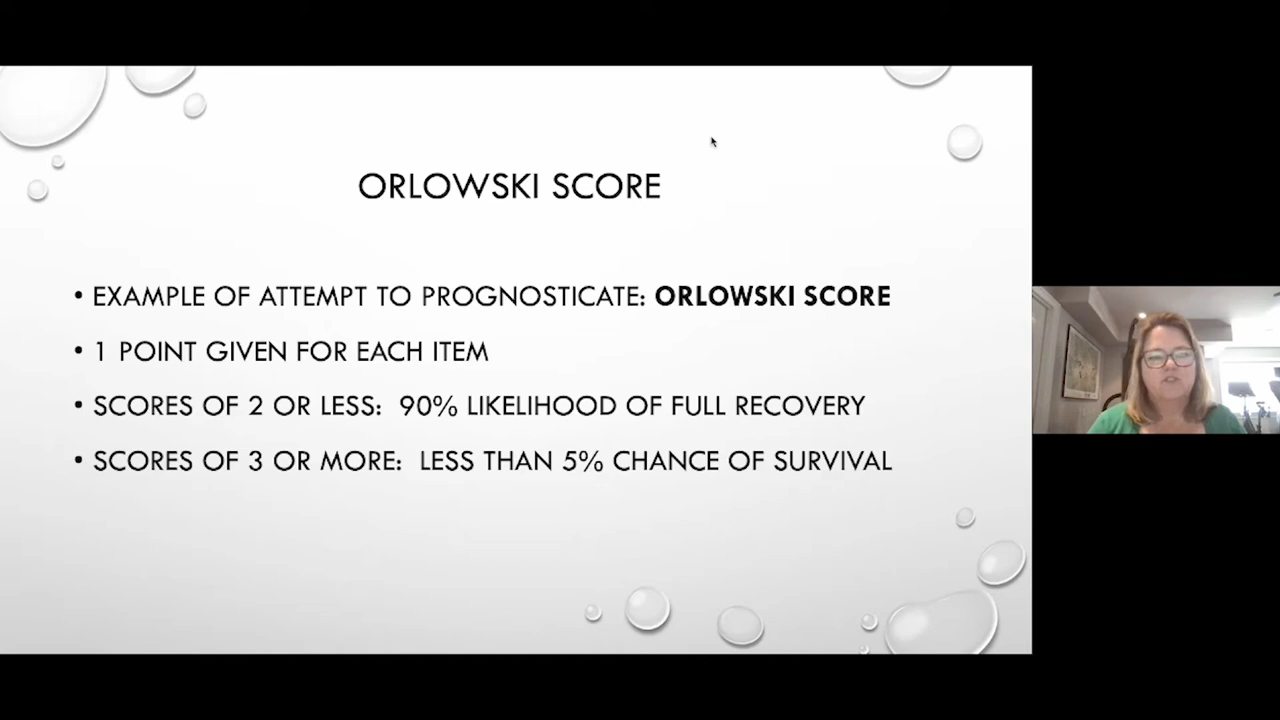 ORLOWSKI SCORE
• EXAMPLE OF ATTEMPT TO PROGNOSTICATE: ORLOWSKI SCORE
• 1 POINT GIVEN FOR EACH ITEM
• SCORES OF 2 OR LESS: 90% LIKELIHOOD OF FULL RECOVERY
• SCORES OF 3 OR MORE: LESS THAN 5% CHANCE OF SURVIVAL